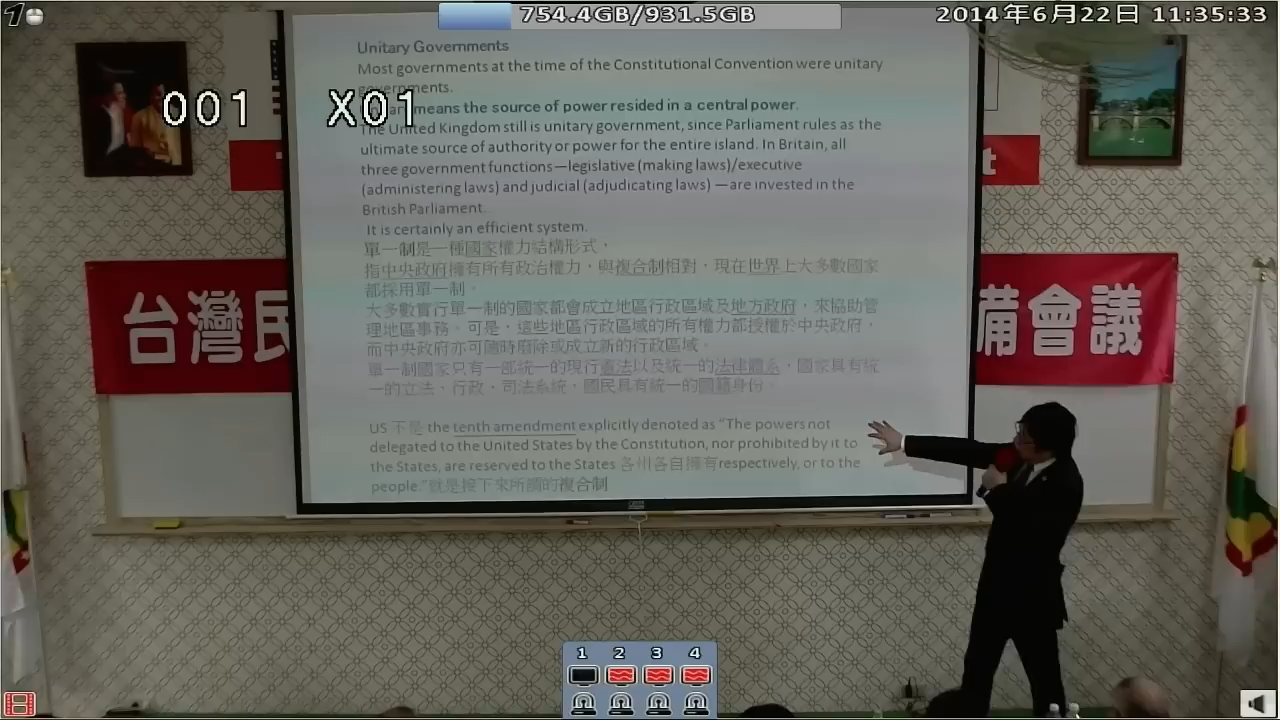 754.4GB/931.5GB
2014年6月22日 11:35:33
001 X01
Unitary Governments
Most governments at the time of the Constitutional Convention were unitary
governments.
means the source of power resided in a central power.
The United Kingdom still is unitary government, since Parliament rules as the
ultimate source of authority or power for the entire island. In Britain, all
three government functions—legislative (making laws)/executive
(administering laws) and judicial (adjudicating laws) —are invested in the
British Parliament.
It is certainly an efficient system.
單一制是一種國家權力結構形式，
指中央政府擁有所有政治權力，與複合制相對，現在世界上大多數國家
都採用單一制。
大多數實行單一制的國家都會成立地區行政區域及地方政府，來協助管
理地區事務。可是，這些地區行政區域的所有權力都授權於中央政府，
而中央政府亦可隨時廢除或成立新的行政區域。
單一制國家只有一部統一的現行憲法以及統一的法律體系，國家具有統
一的立法、行政、司法系統，國民具有統一的國籍身份。
US 不是 the tenth amendment explicitly denoted as “The powers not
delegated to the United States by the Constitution, nor prohibited by it to
the States, are reserved to the States 各州各自擁有respectively, or to the
people.”就是接下來所謂的複合制
t
台灣民
備會議
1 2 3 4